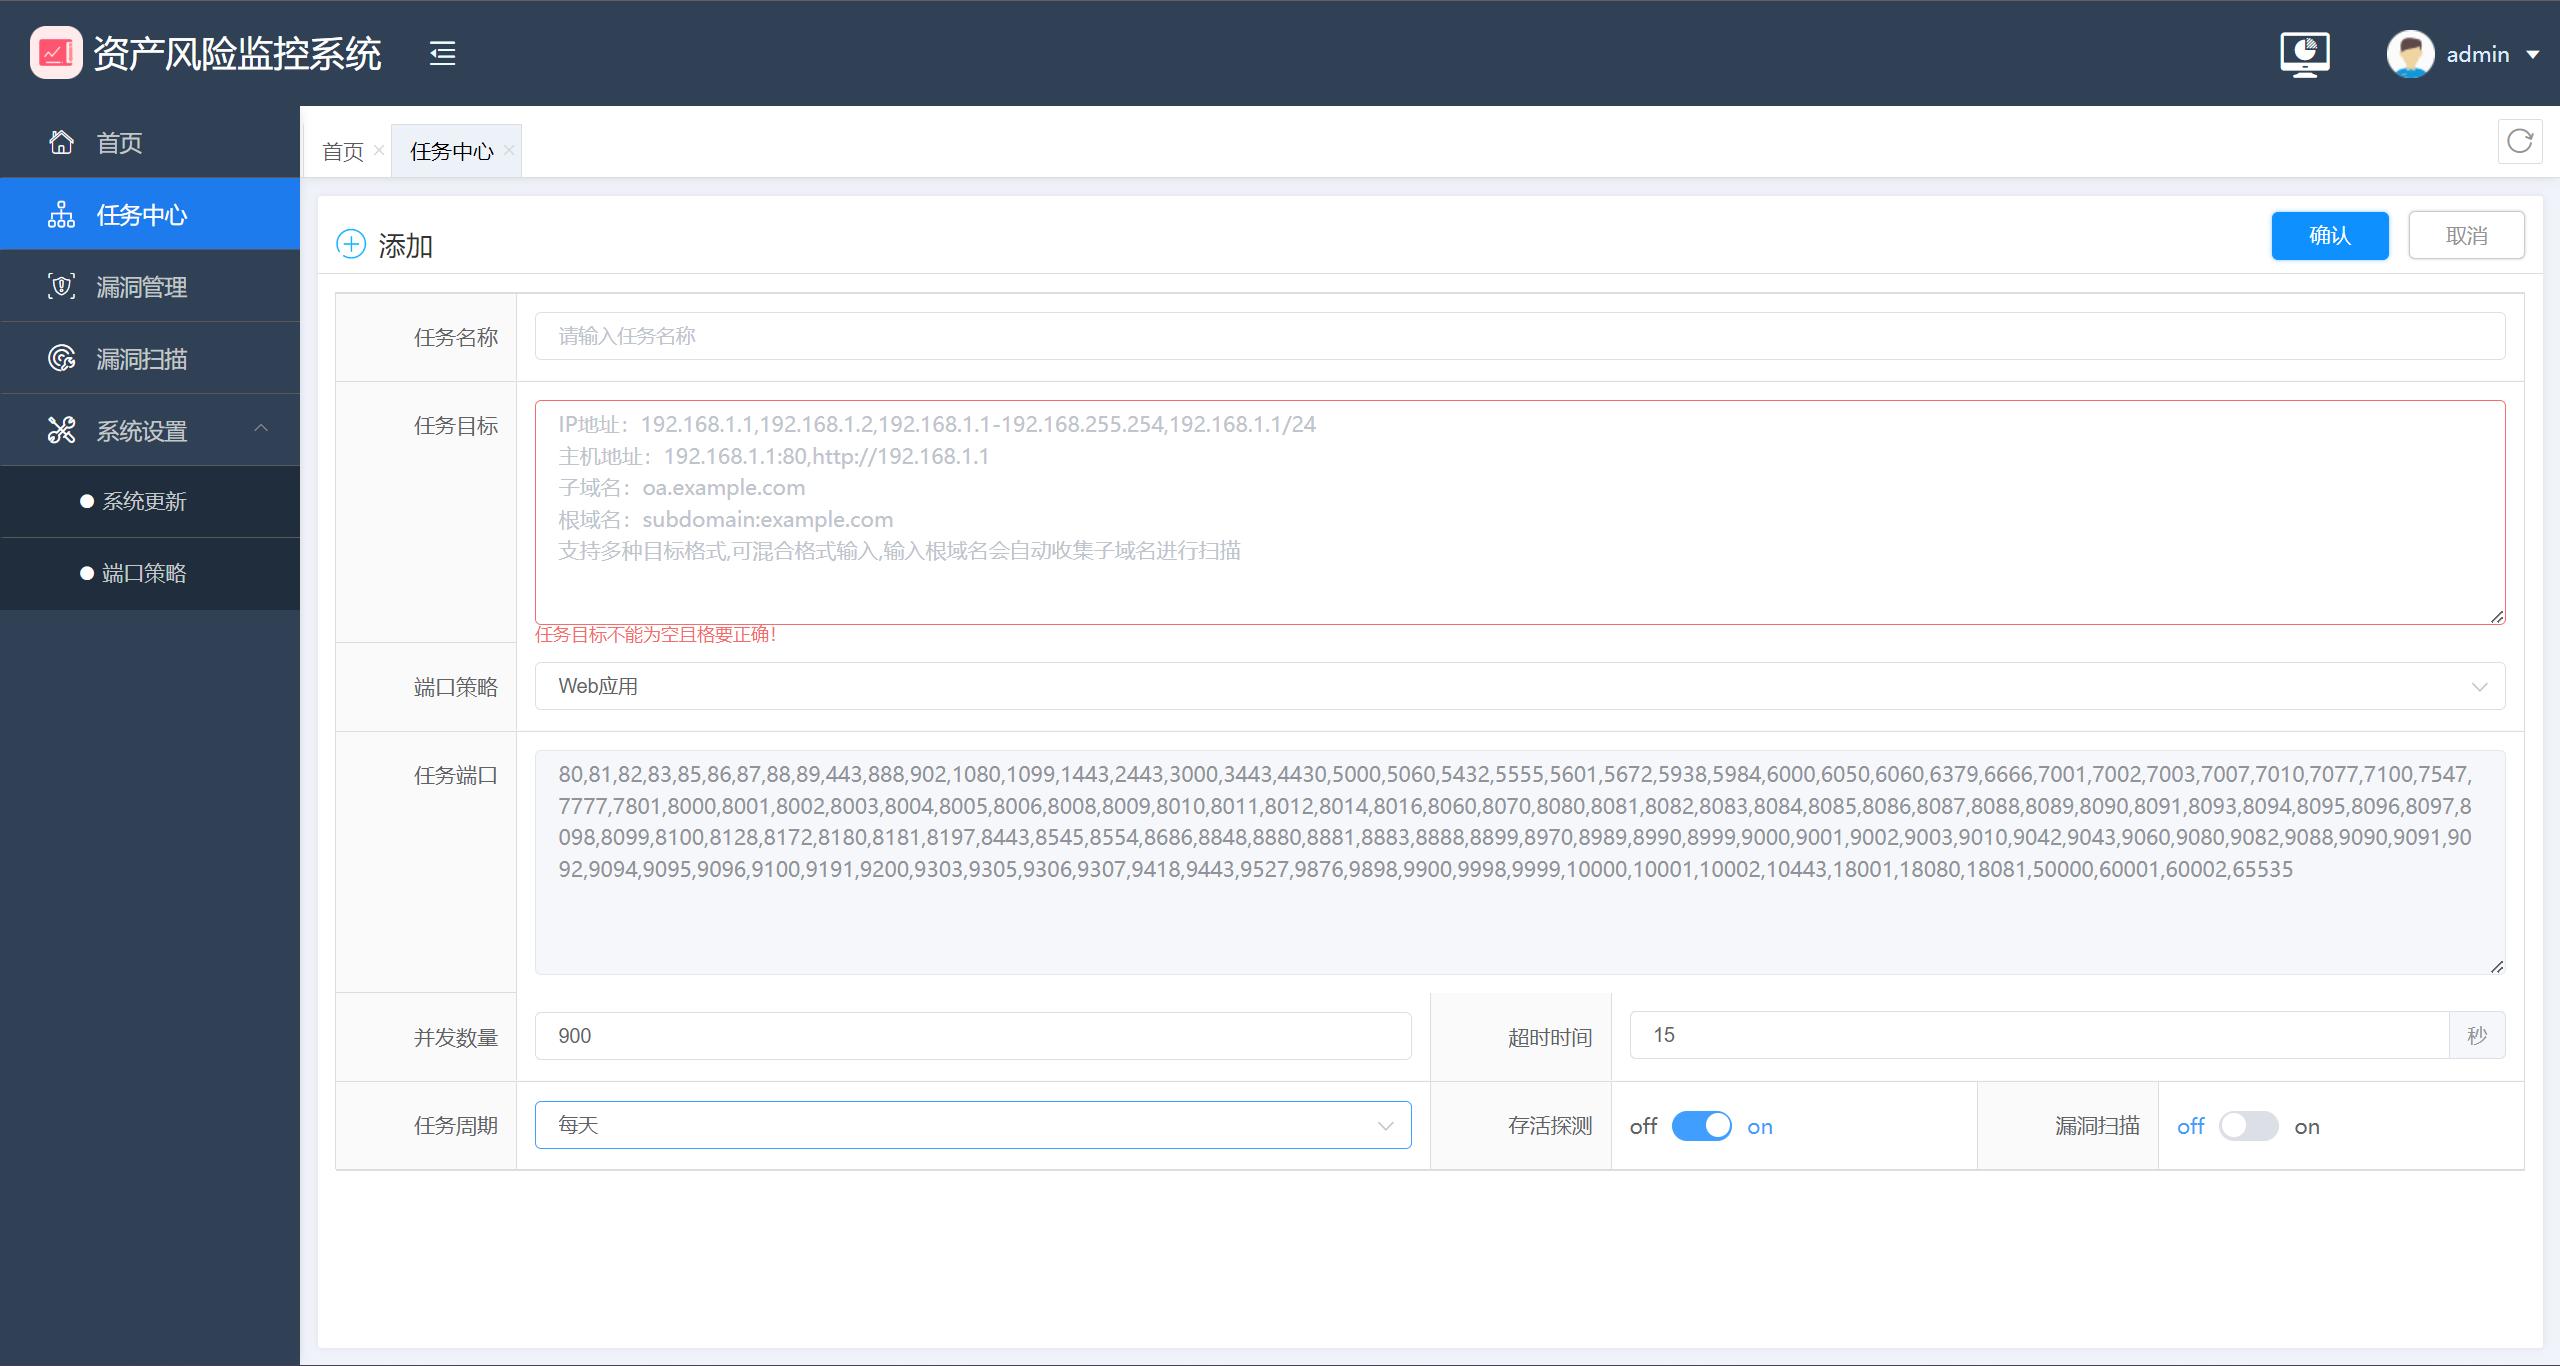 资产风险监控系统
admin
首页
任务中心
漏洞管理
漏洞扫描
系统设置
系统更新
端口策略
首页
任务中心
添加
确认
取消
任务名称
请输入任务名称
任务目标
IP地址：192.168.1.1,192.168.1.2,192.168.1.1-192.168.255.254,192.168.1.1/24
主机地址：192.168.1.1:80,http://192.168.1.1
子域名：oa.example.com
根域名：subdomain:example.com
支持多种目标格式,可混合格式输入,输入根域名会自动收集子域名进行扫描
任务目标不能为空且格要正确！
端口策略
Web应用
任务端口
80,81,82,83,85,86,87,88,89,443,888,902,1080,1099,1443,2443,3000,3443,4430,5000,5060,5432,5555,5601,5672,5938,5984,6000,6050,6060,6379,6666,7001,7002,7003,7007,7010,7077,7100,7547,
7777,7801,8000,8001,8002,8003,8004,8005,8006,8008,8009,8010,8011,8012,8014,8016,8060,8070,8080,8081,8082,8083,8084,8085,8086,8087,8088,8089,8090,8091,8093,8094,8095,8096,8097,8
098,8099,8100,8128,8172,8180,8181,8197,8443,8545,8554,8686,8848,8880,8881,8883,8888,8899,8970,8989,8990,8999,9000,9001,9002,9003,9010,9042,9043,9060,9080,9082,9088,9090,9091,90
92,9094,9095,9096,9100,9191,9200,9303,9305,9306,9307,9418,9443,9527,9876,9898,9900,9998,9999,10000,10001,10002,10443,18001,18080,18081,50000,60001,60002,65535
并发数量
900
超时时间
15
秒
任务周期
每天
存活探测
off
on
漏洞扫描
off
on